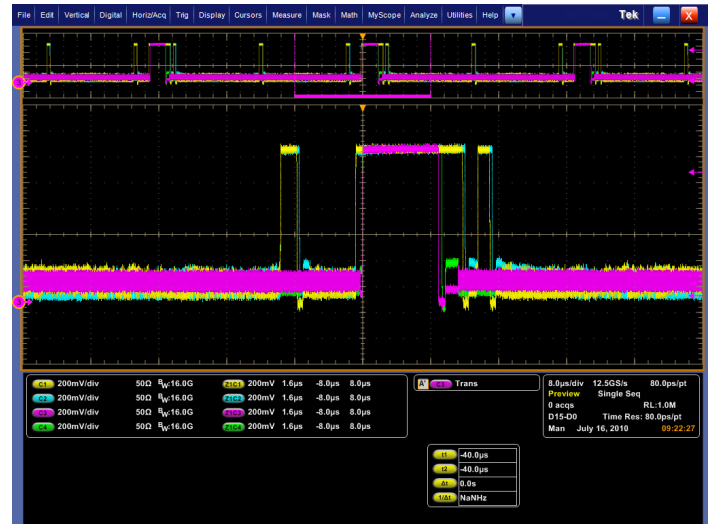 File Edit Vertical Digital Horiz/Acq Trig Display Cursors Measure Mask Math MyScope Analyze Utilities Help Tek X
3
3
C1 200mV/div 50Ω BW:16.0G Z1C1 200mV 1.6µs -8.0µs 8.0µs
C2 200mV/div 50Ω BW:16.0G Z1C2 200mV 1.6µs -8.0µs 8.0µs
C3 200mV/div 50Ω BW:16.0G Z1C3 200mV 1.6µs -8.0µs 8.0µs
C4 200mV/div 50Ω BW:16.0G Z1C4 200mV 1.6µs -8.0µs 8.0µs
A' C3 Trans
8.0µs/div 12.5GS/s 80.0ps/pt
Preview Single Seq
0 acqs RL:1.0M
D15-D0 Time Res: 80.0ps/pt
Man July 16, 2010 09:22:27
t1 -40.0µs
t2 -40.0µs
Δt 0.0s
1/Δt NaNHz